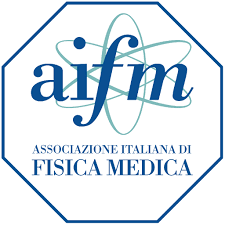 aifm
ASSOCIAZIONE ITALIANA DI
FISICA MEDICA